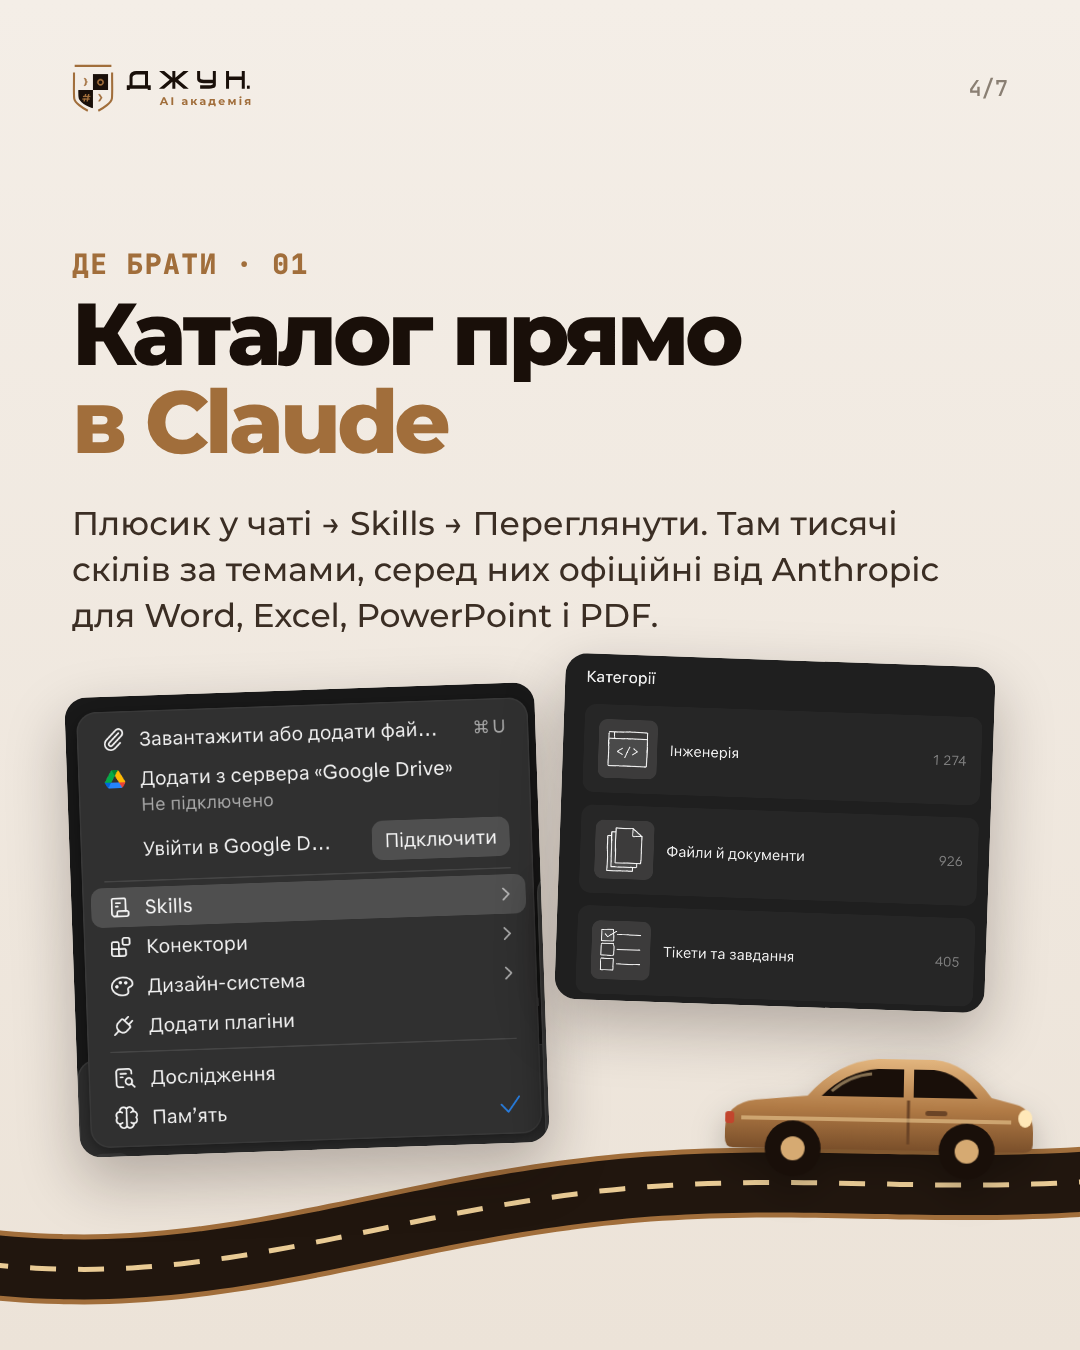 ДЖУН.
AI академія
4/7
ДЕ БРАТИ · 01
Каталог прямо
в Claude
Плюсик у чаті → Skills → Переглянути. Там тисячі
скілів за темами, серед них офіційні від Anthropic
для Word, Excel, PowerPoint і PDF.
Завантажити або додати фай... ⌘U
Додати з сервера «Google Drive»
Не підключено
Увійти в Google D... Підключити
Skills
Конектори
Дизайн-система
Додати плагіни
Дослідження
Пам’ять
Категорії
Інженерія 1 274
Файли й документи 926
Тікети та завдання 405